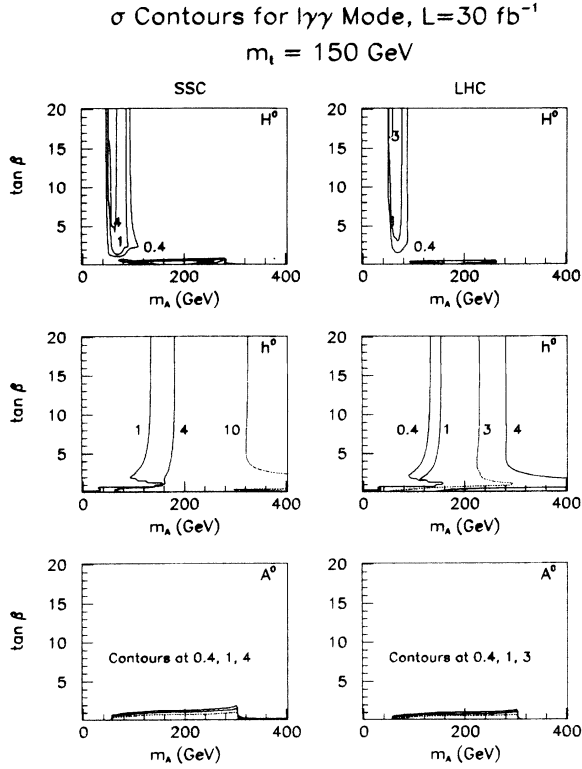 σ Contours for lγγ Mode, L=30 fb⁻¹
mₜ = 150 GeV
SSC
LHC
20
15
10
5
tan β
H⁰
4
1
0.4
0
200
400
m_A (GeV)
20
15
10
5
H⁰
3
1
0.4
0
200
400
m_A (GeV)
20
15
10
5
tan β
h⁰
1
4
10
0
200
400
m_A (GeV)
20
15
10
5
h⁰
0.4
1
3
4
0
200
400
m_A (GeV)
20
15
10
5
tan β
A⁰
Contours at 0.4, 1, 4
0
200
400
m_A (GeV)
20
15
10
5
A⁰
Contours at 0.4, 1, 3
0
200
400
m_A (GeV)